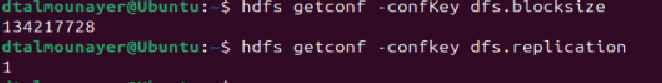 dtalmounayer@Ubuntu:~$ hdfs getconf -confKey dfs.blocksize
134217728
dtalmounayer@Ubuntu:~$ hdfs getconf -confkey dfs.replication
1